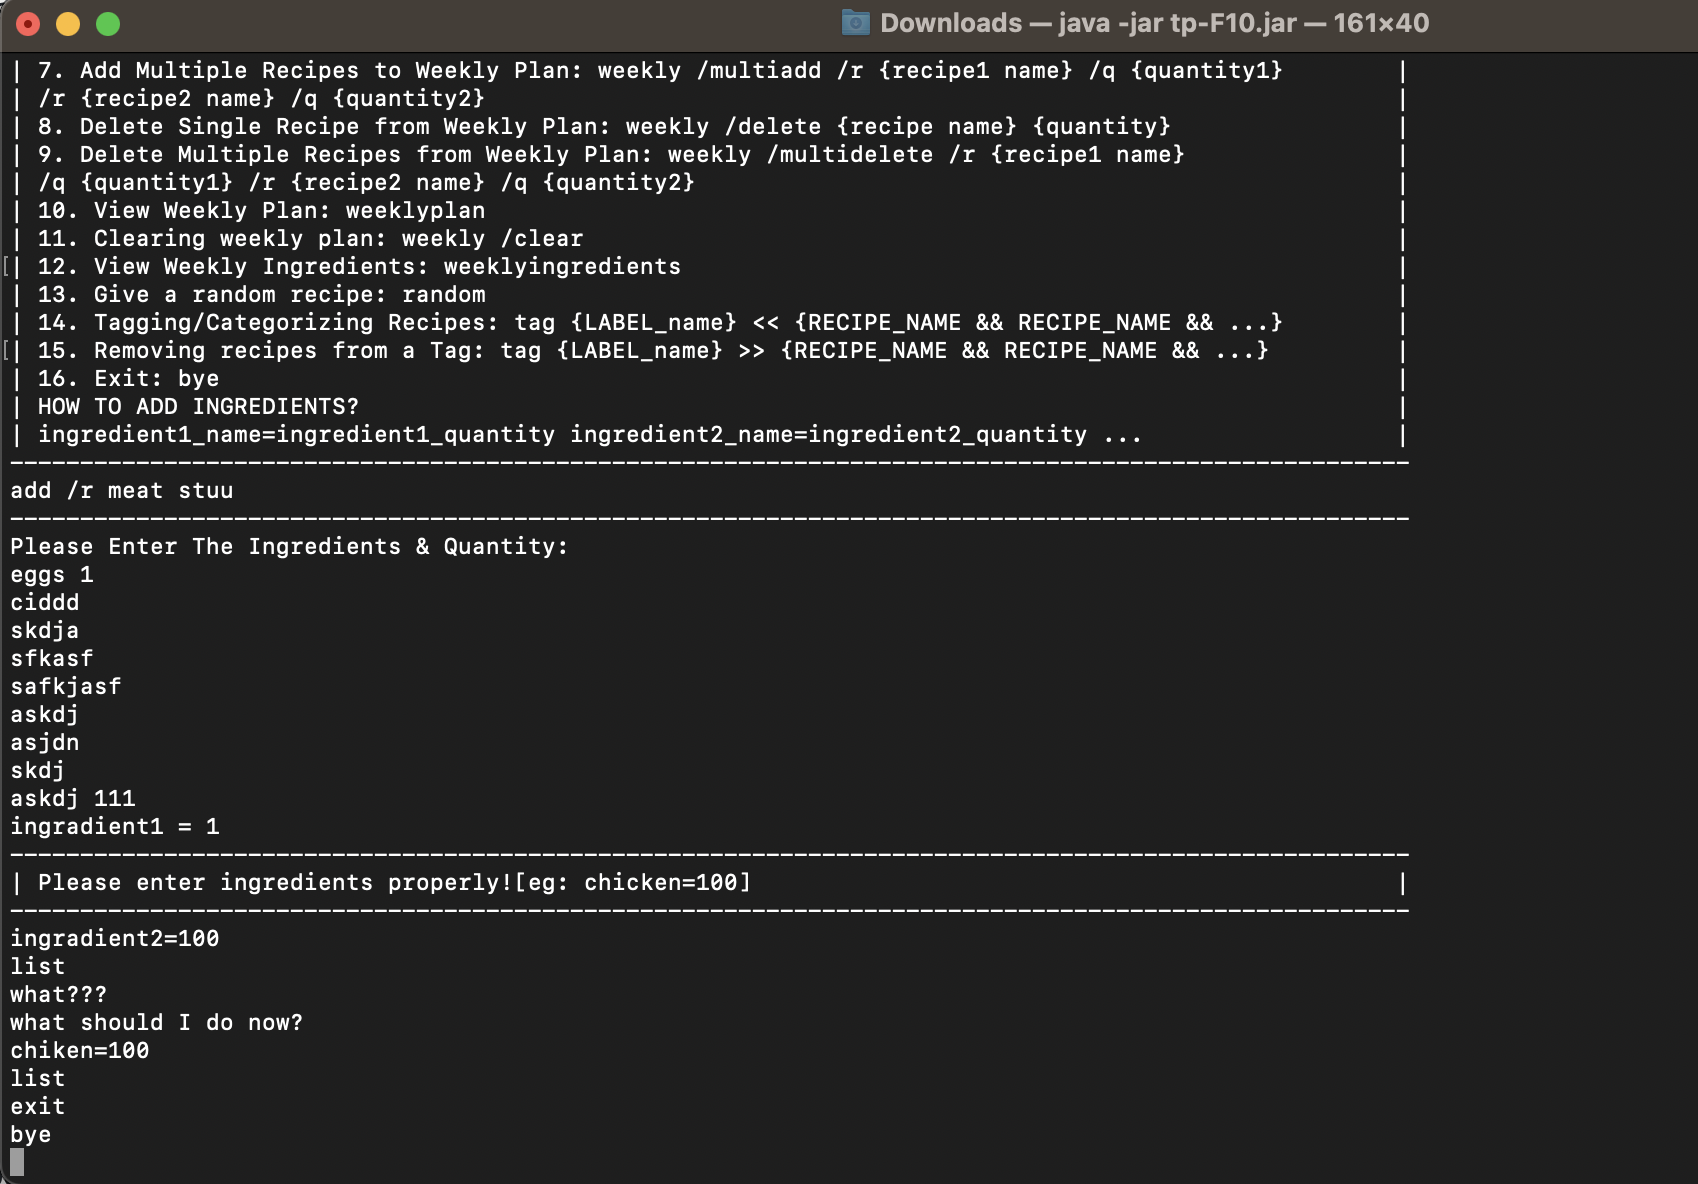 Downloads — java -jar tp-F10.jar — 161×40
| 7. Add Multiple Recipes to Weekly Plan: weekly /multiadd /r {recipe1 name} /q {quantity1} |
| /r {recipe2 name} /q {quantity2} |
| 8. Delete Single Recipe from Weekly Plan: weekly /delete {recipe name} {quantity} |
| 9. Delete Multiple Recipes from Weekly Plan: weekly /multidelete /r {recipe1 name} |
| /q {quantity1} /r {recipe2 name} /q {quantity2} |
| 10. View Weekly Plan: weeklyplan |
| 11. Clearing weekly plan: weekly /clear |
[| 12. View Weekly Ingredients: weeklyingredients |
| 13. Give a random recipe: random |
| 14. Tagging/Categorizing Recipes: tag {LABEL_name} << {RECIPE_NAME && RECIPE_NAME && ...} |
[| 15. Removing recipes from a Tag: tag {LABEL_name} >> {RECIPE_NAME && RECIPE_NAME && ...} |
| 16. Exit: bye |
| HOW TO ADD INGREDIENTS? |
| ingredient1_name=ingredient1_quantity ingredient2_name=ingredient2_quantity ... |
----------------------------------------------------------------------------------------------------
add /r meat stuu
----------------------------------------------------------------------------------------------------
Please Enter The Ingredients & Quantity:
eggs 1
ciddd
skdja
sfkasf
safkjasf
askdj
asjdn
skdj
askdj 111
ingradient1 = 1
----------------------------------------------------------------------------------------------------
| Please enter ingredients properly![eg: chicken=100] |
----------------------------------------------------------------------------------------------------
ingradient2=100
list
what???
what should I do now?
chiken=100
list
exit
bye